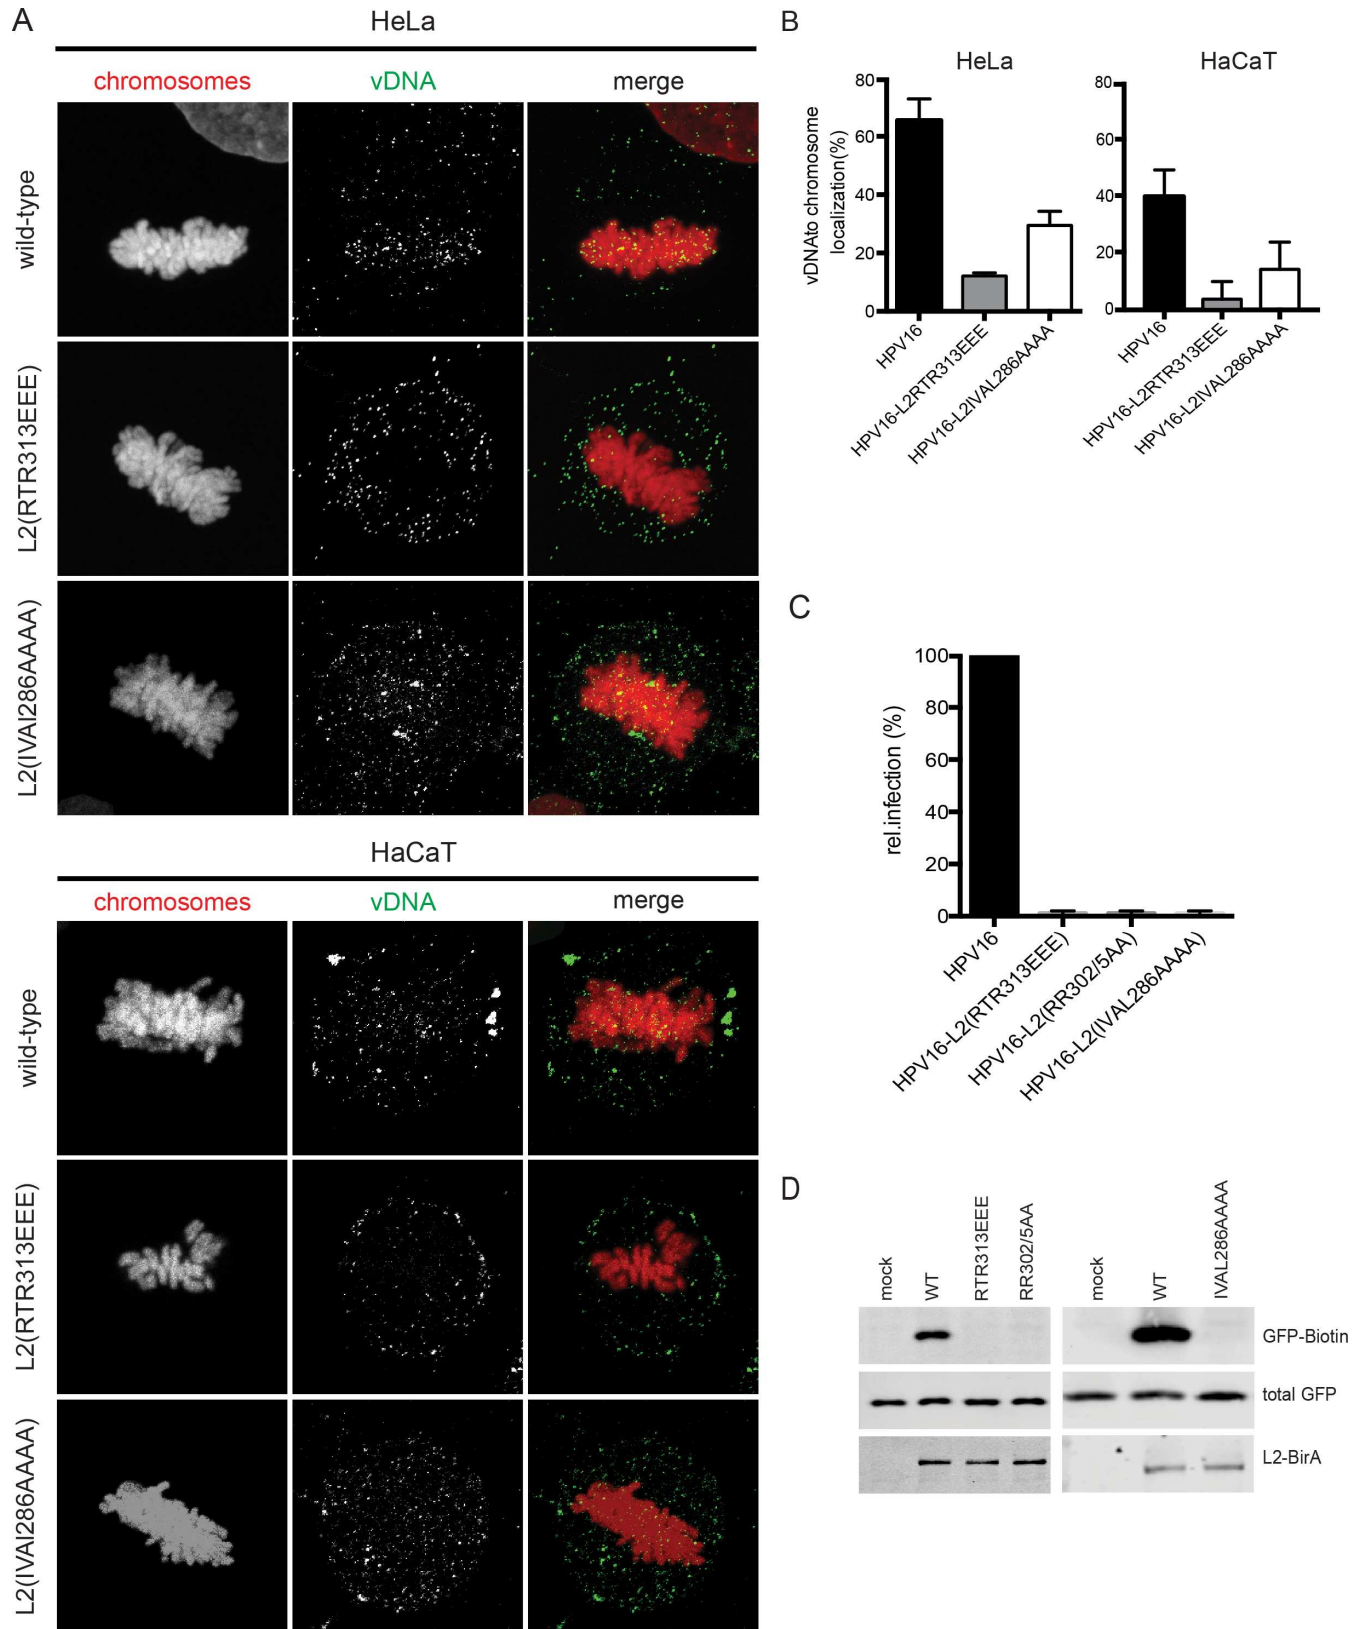 A
HeLa
chromosomes vDNA merge
wild-type
L2(RTR313EEE)
L2(IVAI286AAAA)
HaCaT
chromosomes vDNA merge
wild-type
L2(RTR313EEE)
L2(IVAI286AAAA)
B
HeLa
vDNAto chromosome
localization(%)
80
60
40
20
0
HPV16
HPV16-L2RTR313EEE
HPV16-L2IVAL286AAAA
HaCaT
80
60
40
20
0
HPV16
HPV16-L2RTR313EEE
HPV16-L2IVAL286AAAA
C
rel.infection (%)
100
80
60
40
20
0
HPV16
HPV16-L2(RTR313EEE)
HPV16-L2(RR302/5AA)
HPV16-L2(IVAL286AAAA)
D
mock
WT
RTR313EEE
RR302/5AA
mock
WT
IVAL286AAAA
GFP-Biotin
total GFP
L2-BirA